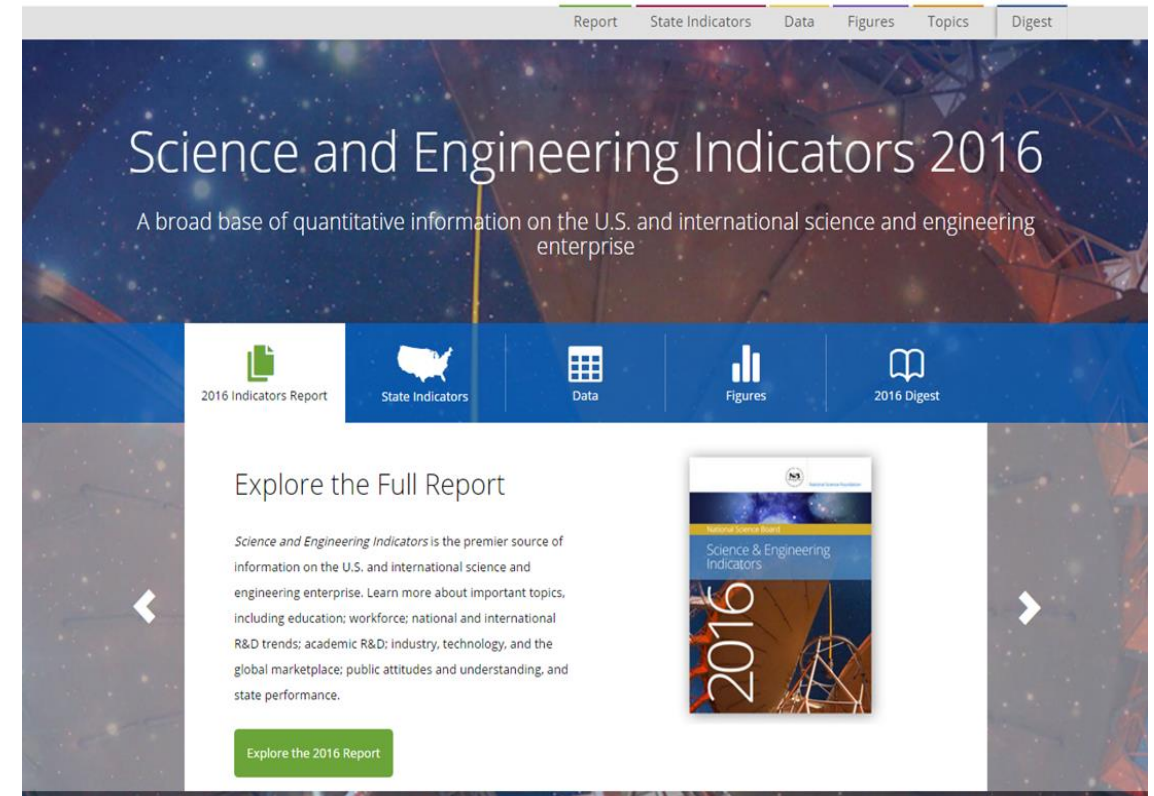 Report State Indicators Data Figures Topics Digest
Science and Engineering Indicators 2016
A broad base of quantitative information on the U.S. and international science and engineering
enterprise
2016 Indicators Report State Indicators Data Figures 2016 Digest
Explore the Full Report
Science and Engineering Indicators is the premier source of
information on the U.S. and international science and
engineering enterprise. Learn more about important topics,
including education; workforce; national and international
R&D trends; academic R&D; industry, technology, and the
global marketplace; public attitudes and understanding, and
state performance.
Explore the 2016 Report
National Science Foundation
National Science Board
Science & Engineering
Indicators
2016